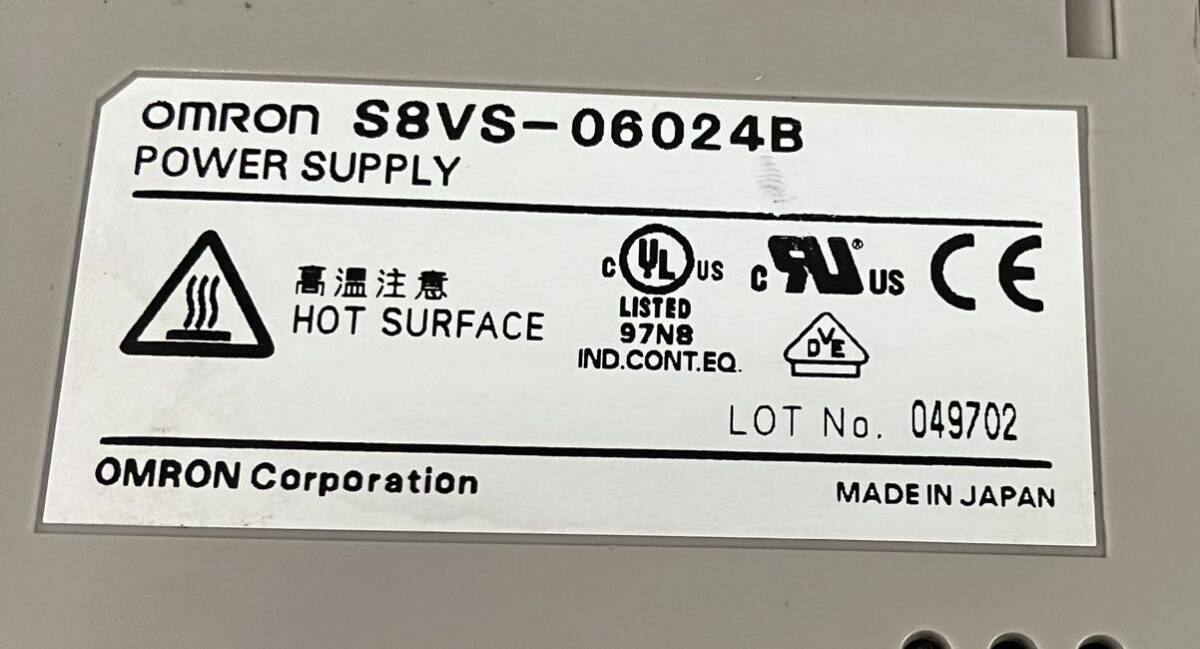 OMRON S8VS-06024B
POWER SUPPLY
高温注意
HOT SURFACE
C UL US
LISTED
97N8
IND.CONT.EQ.
C RU® US
CE
DVE
LOT No. 049702
OMRON Corporation
MADE IN JAPAN